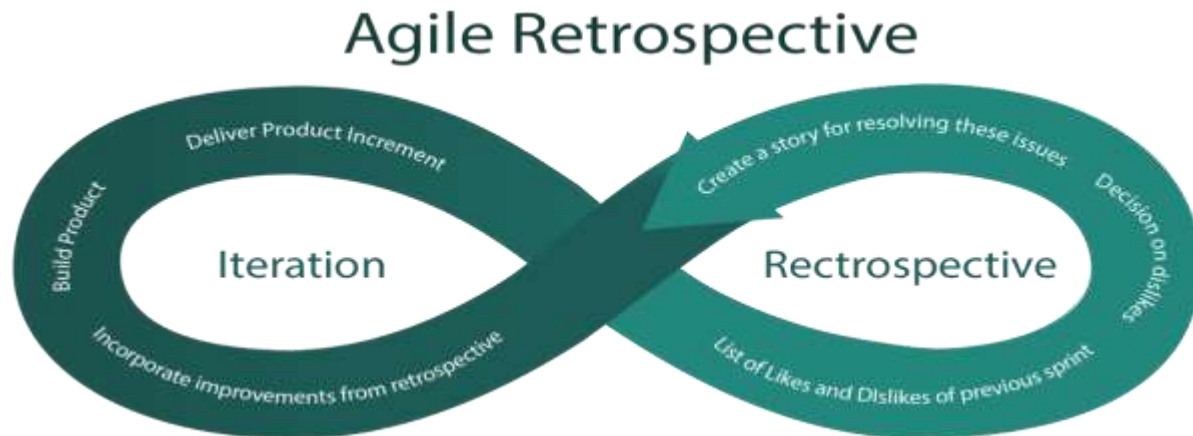 Agile Retrospective
Deliver Product Increment
Build Product
Iteration
Incorporate improvements from retrospective
Create a story for resolving these issues
Decision on dislikes
Rectrospective
List of Likes and DIslikes of previous sprint